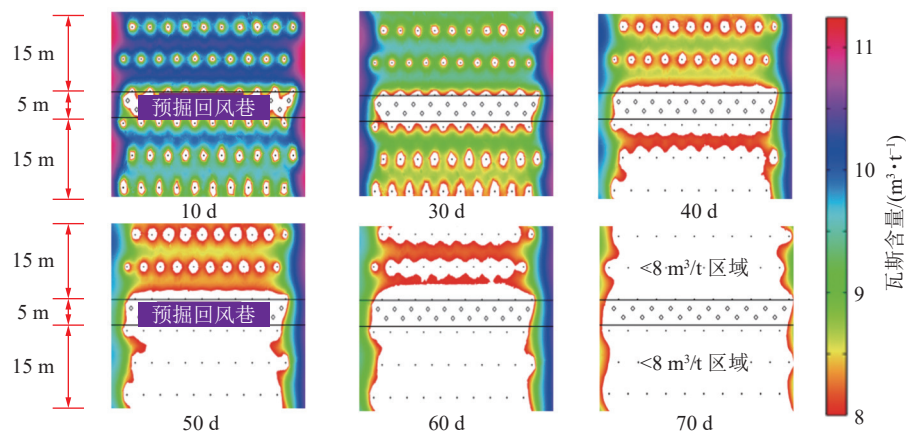 15 m
5 m
15 m
预掘回风巷
10 d
30 d
40 d
15 m
5 m
15 m
预掘回风巷
<8 m³/t 区域
<8 m³/t 区域
50 d
60 d
70 d
11
10
9
8
瓦斯含量/(m³·t⁻¹)